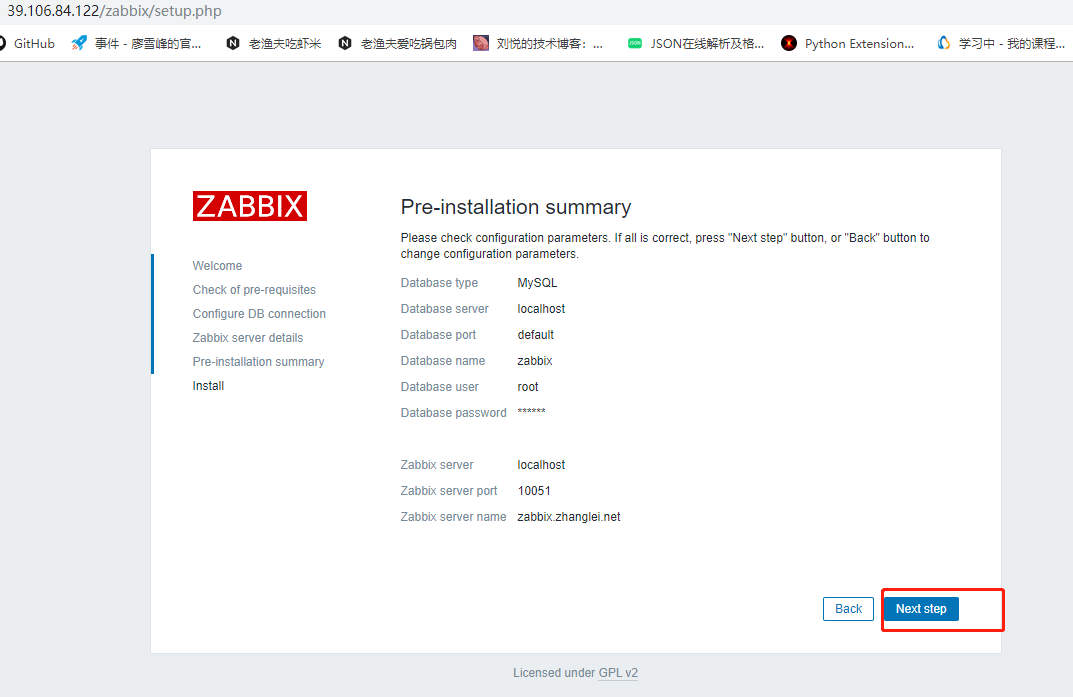 39.106.84.122/zabbix/setup.php
GitHub 事件 - 廖雪峰的官... 老渔夫吃虾米 老渔夫爱吃锅包肉 刘悦的技术博客：... JSON JSON在线解析及格... Python Extension... 学习中 - 我的课程...
ZABBIX
Welcome
Check of pre-requisites
Configure DB connection
Zabbix server details
Pre-installation summary
Install
Pre-installation summary
Please check configuration parameters. If all is correct, press "Next step" button, or "Back" button to
change configuration parameters.
Database type MySQL
Database server localhost
Database port default
Database name zabbix
Database user root
Database password ******
Zabbix server localhost
Zabbix server port 10051
Zabbix server name zabbix.zhanglei.net
Back Next step
Licensed under GPL v2